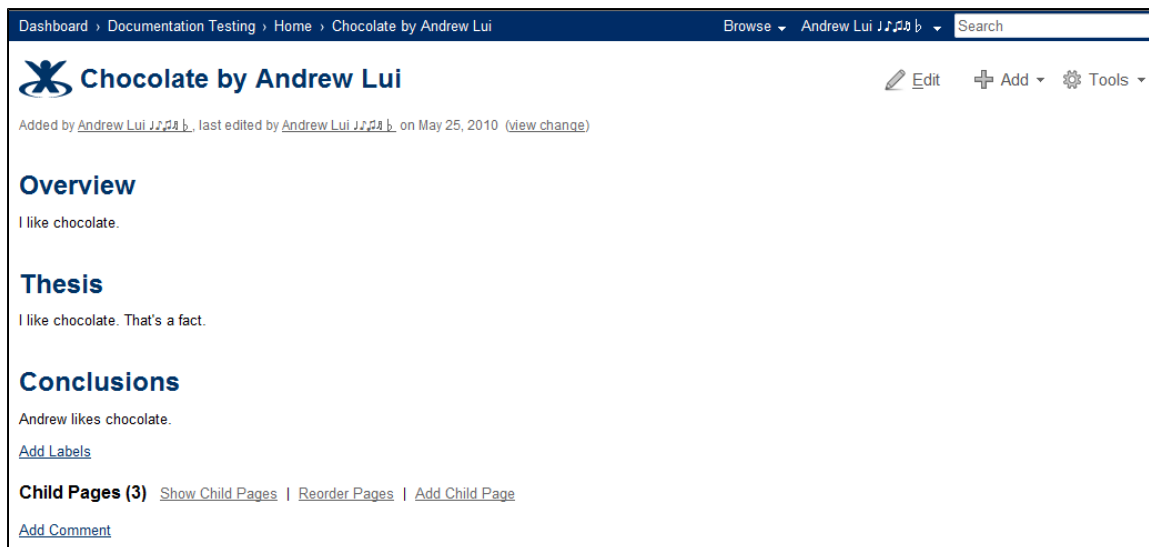 Dashboard › Documentation Testing › Home › Chocolate by Andrew Lui Browse Andrew Lui ♩♪♫♬♭ Search
Chocolate by Andrew Lui Edit Add Tools
Added by Andrew Lui ♩♪♫♬♭, last edited by Andrew Lui ♩♪♫♬♭ on May 25, 2010 (view change)
Overview
I like chocolate.
Thesis
I like chocolate. That's a fact.
Conclusions
Andrew likes chocolate.
Add Labels
Child Pages (3) Show Child Pages | Reorder Pages | Add Child Page
Add Comment